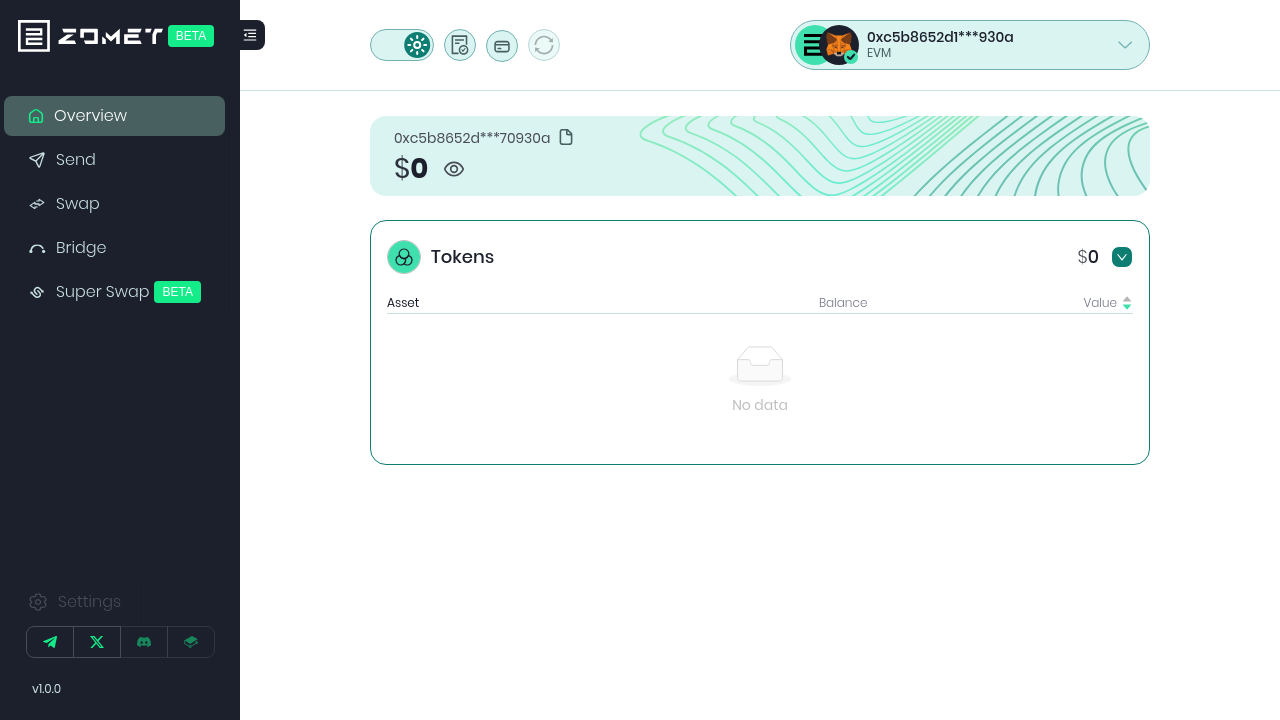 ZOMET BETA
Overview
Send
Swap
Bridge
Super Swap BETA
Settings
v1.0.0
0xc5b8652d1***930a
EVM
0xc5b8652d***70930a
$0
Tokens
$0
Asset Balance Value
No data